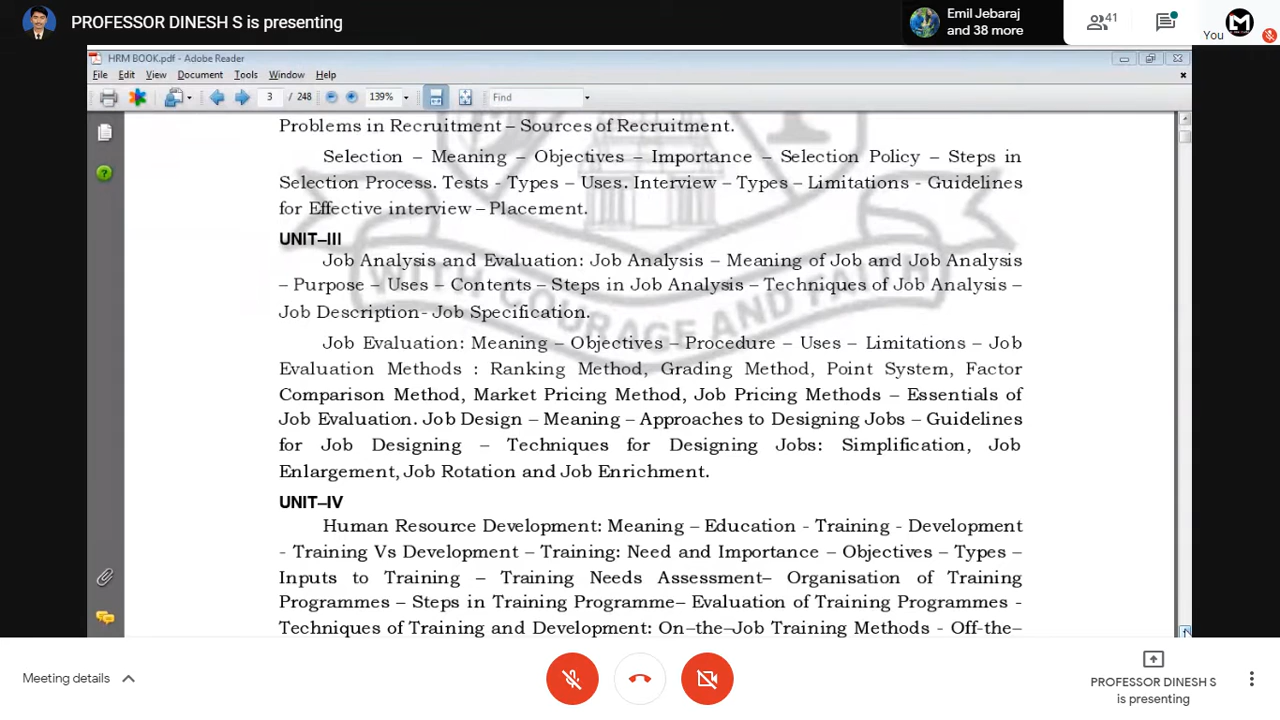 PROFESSOR DINESH S is presenting
Emil Jebaraj
and 38 more
41
You
HRM BOOK.pdf - Adobe Reader
File Edit View Document Tools Window Help
3 / 248 139% Find
Problems in Recruitment – Sources of Recruitment.
Selection – Meaning – Objectives – Importance – Selection Policy – Steps in
Selection Process. Tests - Types – Uses. Interview – Types – Limitations - Guidelines
for Effective interview – Placement.
UNIT–III
Job Analysis and Evaluation: Job Analysis – Meaning of Job and Job Analysis
– Purpose – Uses – Contents – Steps in Job Analysis – Techniques of Job Analysis –
Job Description- Job Specification.
Job Evaluation: Meaning – Objectives – Procedure – Uses – Limitations – Job
Evaluation Methods : Ranking Method, Grading Method, Point System, Factor
Comparison Method, Market Pricing Method, Job Pricing Methods – Essentials of
Job Evaluation. Job Design – Meaning – Approaches to Designing Jobs – Guidelines
for Job Designing – Techniques for Designing Jobs: Simplification, Job
Enlargement, Job Rotation and Job Enrichment.
UNIT–IV
Human Resource Development: Meaning – Education - Training - Development
- Training Vs Development – Training: Need and Importance – Objectives – Types –
Inputs to Training – Training Needs Assessment– Organisation of Training
Programmes – Steps in Training Programme– Evaluation of Training Programmes -
Techniques of Training and Development: On–the–Job Training Methods - Off-the–
WITH COURAGE AND FAITH
Meeting details
PROFESSOR DINESH S
is presenting